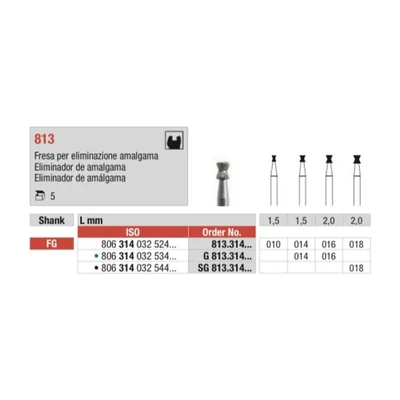 813
Fresa per eliminazione amalgama
Eliminador de amalgama
Eliminador de amálgama
5
Shank L mm 1,5 1,5 2,0 2,0
ISO Order No.
FG 806 314 032 524... 813.314... 010 014 016 018
• 806 314 032 534... G 813.314... 014 016
• 806 314 032 544... SG 813.314... 018